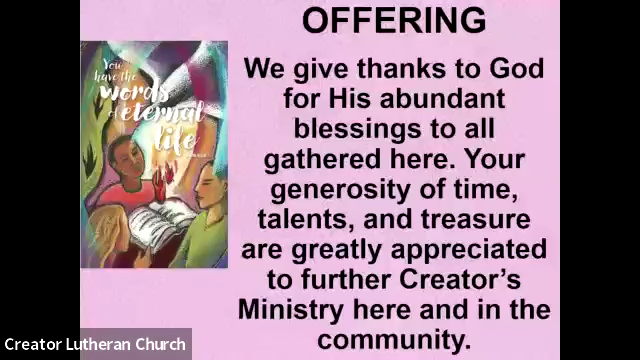 OFFERING
We give thanks to God
for His abundant
blessings to all
gathered here. Your
generosity of time,
talents, and treasure
are greatly appreciated
to further Creator's
Ministry here and in the
community.
You
have the
words
of eternal
life
Creator Lutheran Church